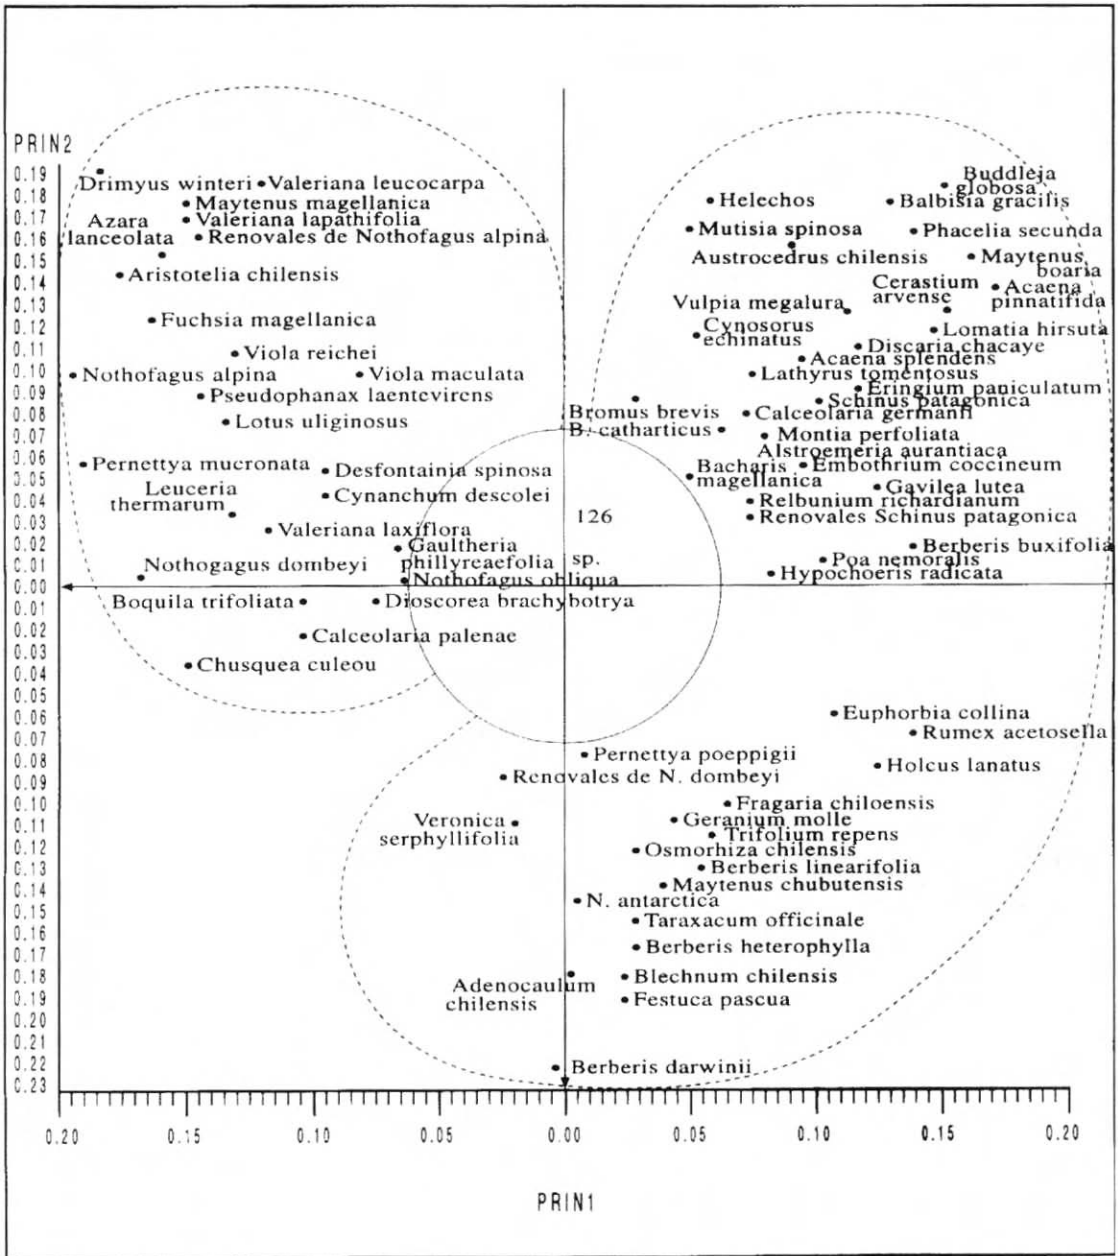 PRIN2
0.19
0.18
0.17
0.16
0.15
0.14
0.13
0.12
0.11
0.10
0.09
0.08
0.07
0.06
0.05
0.04
0.03
0.02
0.01
0.00
0.01
0.02
0.03
0.04
0.05
0.06
0.07
0.08
0.09
0.10
0.11
0.12
0.13
0.14
0.15
0.16
0.17
0.18
0.19
0.20
0.21
0.22
0.23
Drimyus winteri
Valeriana leucocarpa
Maytenus magellanica
Azara
lanceolata
Valeriana lapathifolia
Renovales de Nothofagus alpina
Aristotelia chilensis
Fuchsia magellanica
Viola reichei
Nothofagus alpina
Viola maculata
Pseudophanax laentevirens
Lotus uliginosus
Pernettya mucronata
Desfontainia spinosa
Leuceria
thermarum
Cynanchum descolei
Valeriana laxiflora
Gaultheria
phillyreaefolia
Nothogagus dombeyi
Nothofagus obliqua
Boquila trifoliata
Dioscorea brachybotrya
Calceolaria palenae
Chusquea culeou
126
sp.
Buddleja
globosa
Helechos
Balbisia gracilis
Mutisia spinosa
Phacelia secunda
Austrocedrus chilensis
Maytenus
boaria
Cerastium
arvense
Acaena
pinnatifida
Vulpia megalura
Cynosorus
echinatus
Lomatia hirsuta
Discaria chacaye
Acaena splendens
Lathyrus tomentosus
Eringium paniculatum
Schinus patagonica
Bromus brevis
Calceolaria germanii
B. catharticus
Montia perfoliata
Alstroemeria aurantiaca
Bacharis
magellanica
Embothrium coccineum
Gavilea lutea
Relbunium richardianum
Renovales Schinus patagonica
Berberis buxifolia
Poa nemoralis
Hypochoeris radicata
Euphorbia collina
Rumex acetosella
Pernettya poeppigii
Holcus lanatus
Renovales de N. dombeyi
Fragaria chiloensis
Veronica
serphyllifolia
Geranium molle
Trifolium repens
Osmorhiza chilensis
Berberis linearifolia
Maytenus chubutensis
N. antarctica
Taraxacum officinale
Berberis heterophylla
Adenocaulum
chilensis
Blechnum chilensis
Festuca pascua
Berberis darwinii
0.20 0.15 0.10 0.05 0.00 0.05 0.10 0.15 0.20
PRIN1